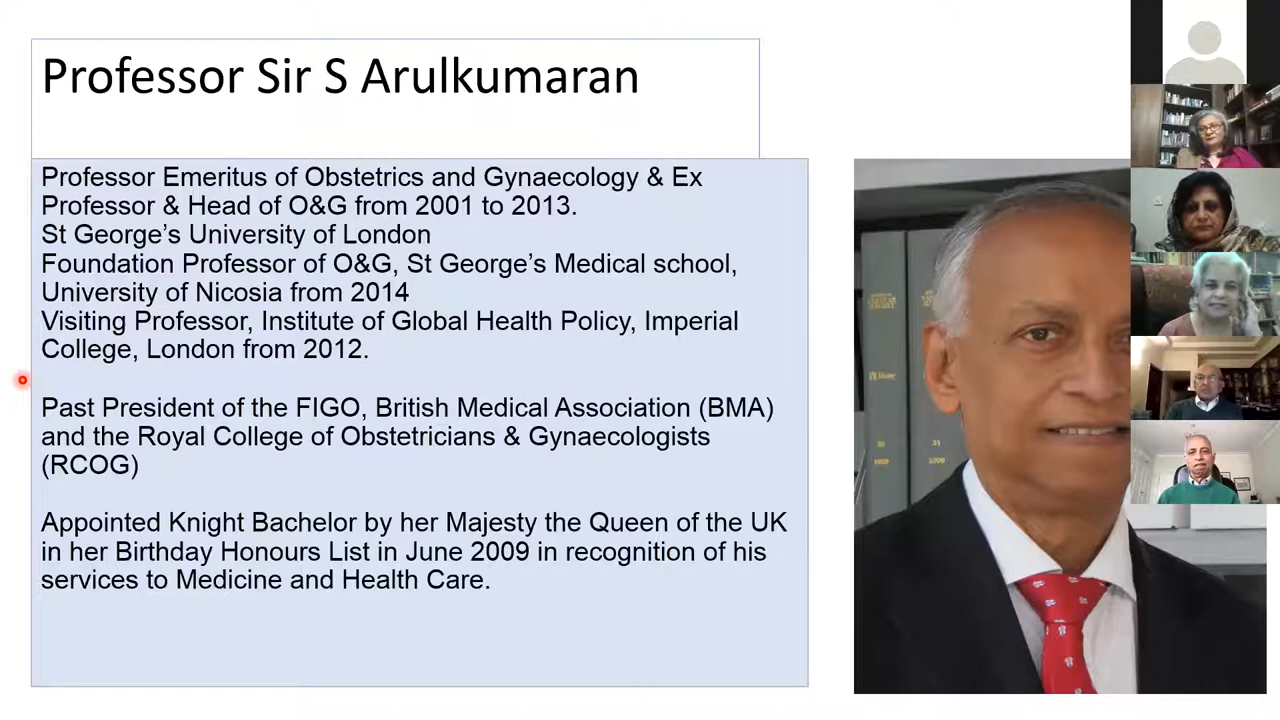 Professor Sir S Arulkumaran
Professor Emeritus of Obstetrics and Gynaecology & Ex
Professor & Head of O&G from 2001 to 2013.
St George’s University of London
Foundation Professor of O&G, St George’s Medical school,
University of Nicosia from 2014
Visiting Professor, Institute of Global Health Policy, Imperial
College, London from 2012.
Past President of the FIGO, British Medical Association (BMA)
and the Royal College of Obstetricians & Gynaecologists
(RCOG)
Appointed Knight Bachelor by her Majesty the Queen of the UK
in her Birthday Honours List in June 2009 in recognition of his
services to Medicine and Health Care.